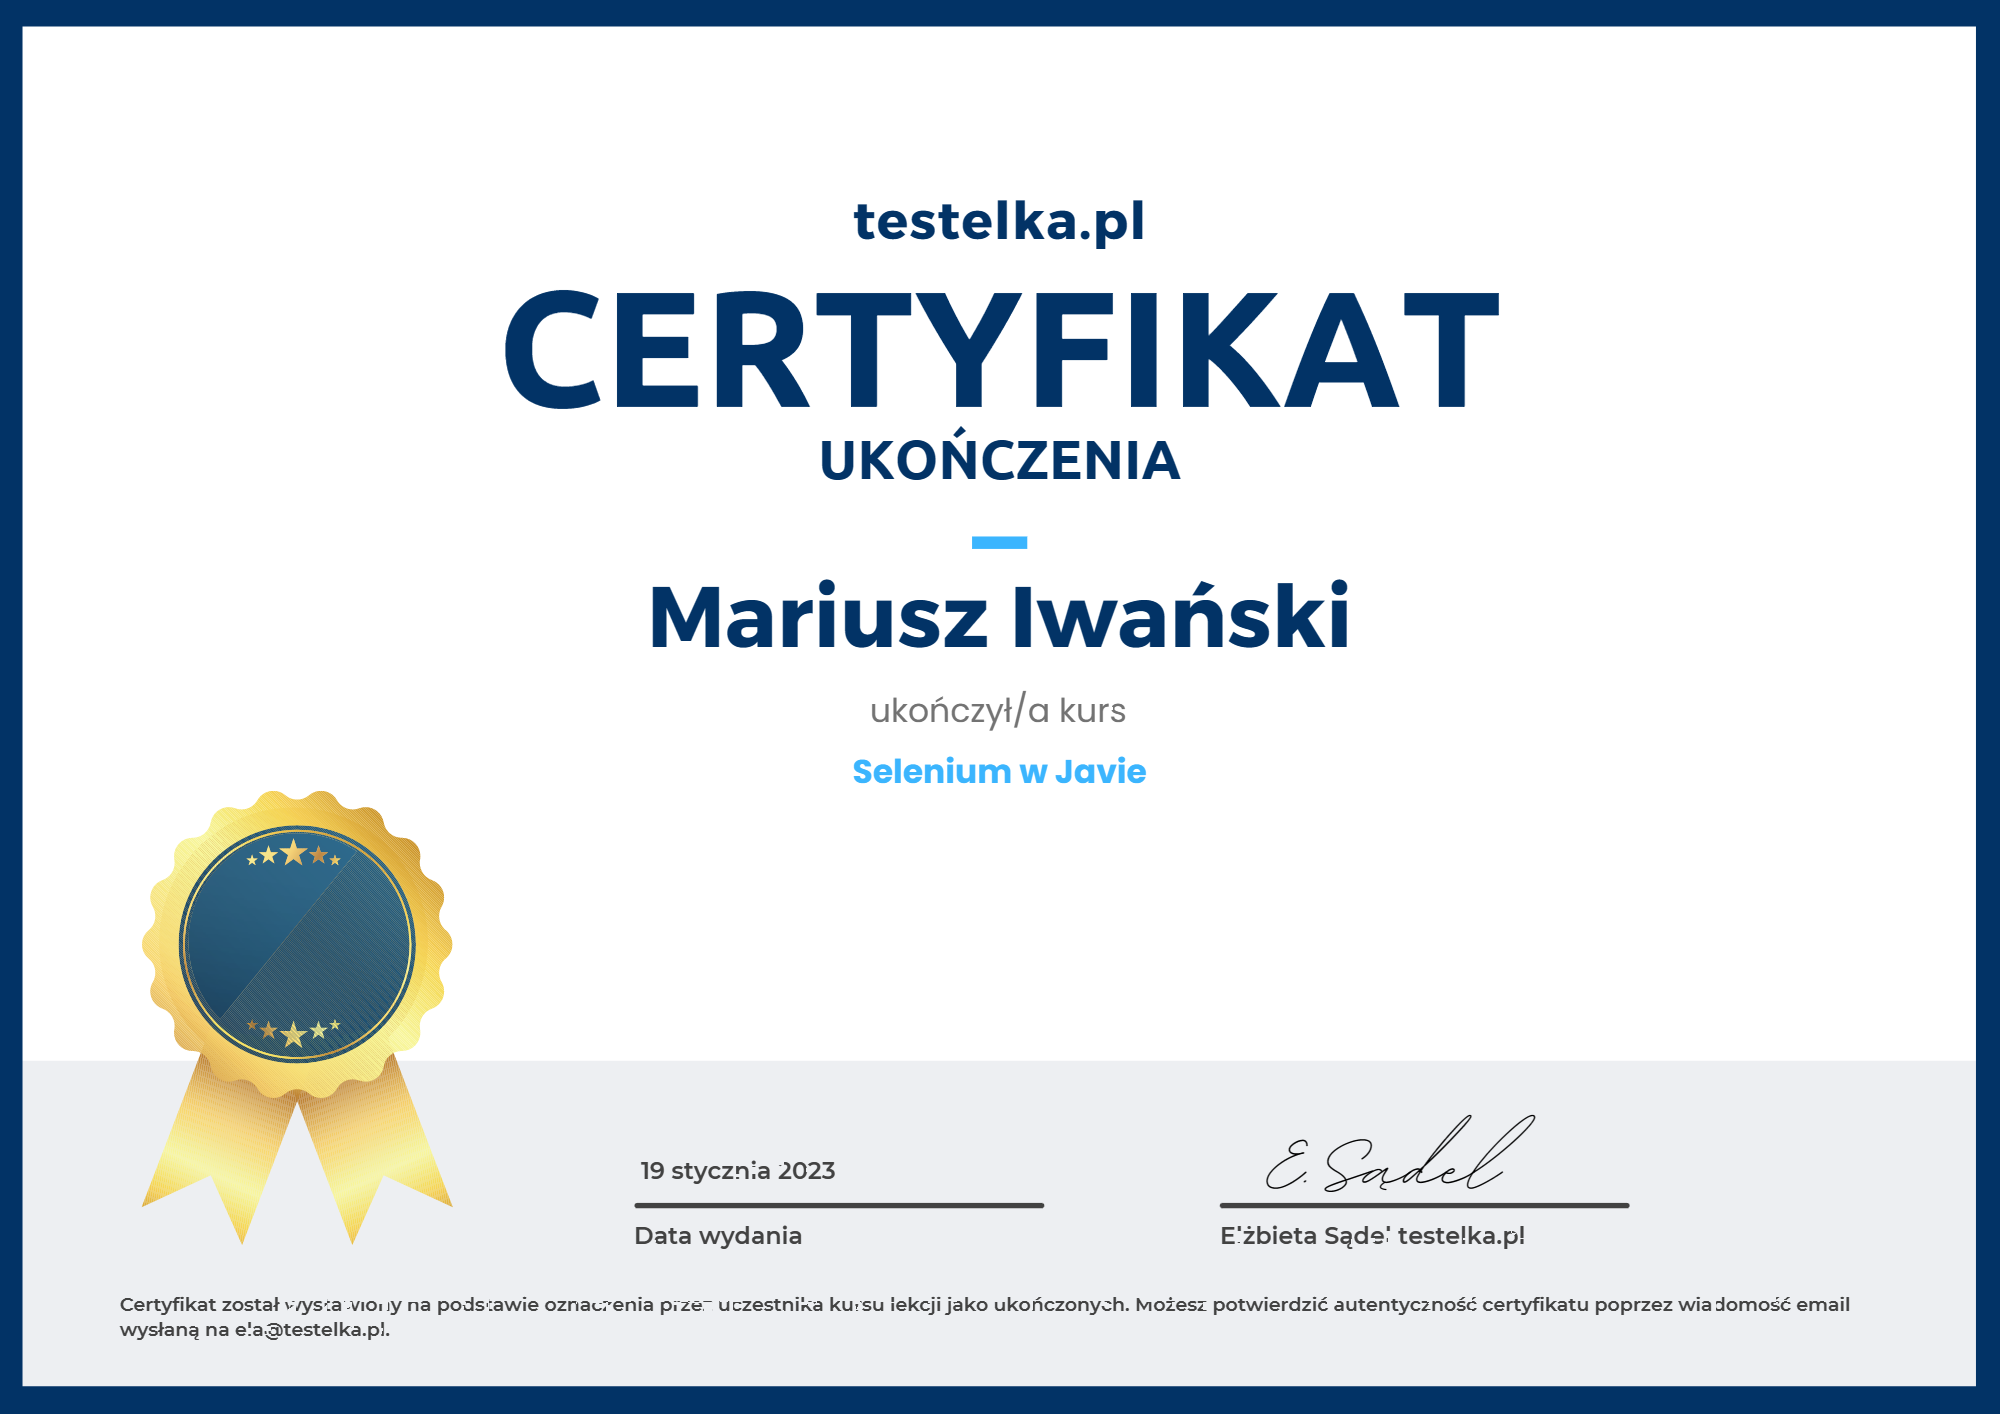 testelka.pl
CERTYFIKAT
UKOŃCZENIA
Mariusz Iwański
ukończył/a kurs
Selenium w Javie
19 stycznia 2023
Data wydania
E. Sądel
Elżbieta Sądel testelka.pl
Certyfikat został wystawiony na podstawie oznaczenia przez uczestnika kursu lekcji jako ukończonych. Możesz potwierdzić autentyczność certyfikatu poprzez wiadomość email
wysłaną na ela@testelka.pl.